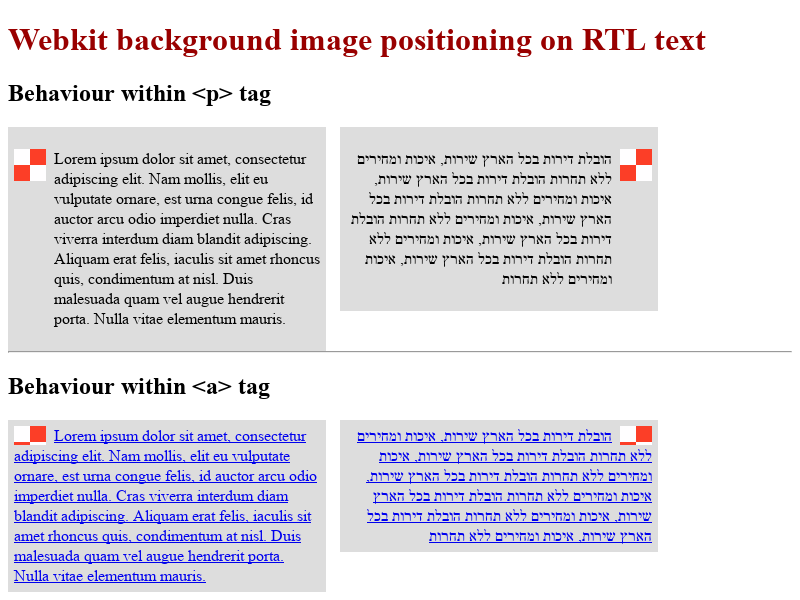 Webkit background image positioning on RTL text
Behaviour within <p> tag
Lorem ipsum dolor sit amet, consectetur
adipiscing elit. Nam mollis, elit eu
vulputate ornare, est urna congue felis, id
auctor arcu odio imperdiet nulla. Cras
viverra interdum diam blandit adipiscing.
Aliquam erat felis, iaculis sit amet rhoncus
quis, condimentum at nisl. Duis
malesuada quam vel augue hendrerit
porta. Nulla vitae elementum mauris.
הובלת דירות בכל הארץ שירות, איכות ומחירים
ללא תחרות הובלת דירות בכל הארץ שירות,
איכות ומחירים ללא תחרות הובלת דירות בכל
הארץ שירות, איכות ומחירים ללא תחרות הובלת
דירות בכל הארץ שירות, איכות ומחירים ללא
תחרות הובלת דירות בכל הארץ שירות, איכות
ומחירים ללא תחרות
Behaviour within <a> tag
Lorem ipsum dolor sit amet, consectetur
adipiscing elit. Nam mollis, elit eu vulputate
ornare, est urna congue felis, id auctor arcu odio
imperdiet nulla. Cras viverra interdum diam
blandit adipiscing. Aliquam erat felis, iaculis sit
amet rhoncus quis, condimentum at nisl. Duis
malesuada quam vel augue hendrerit porta.
Nulla vitae elementum mauris.
הובלת דירות בכל הארץ שירות, איכות ומחירים
ללא תחרות הובלת דירות בכל הארץ שירות, איכות
ומחירים ללא תחרות הובלת דירות בכל הארץ שירות,
איכות ומחירים ללא תחרות הובלת דירות בכל הארץ
שירות, איכות ומחירים ללא תחרות הובלת דירות בכל
הארץ שירות, איכות ומחירים ללא תחרות